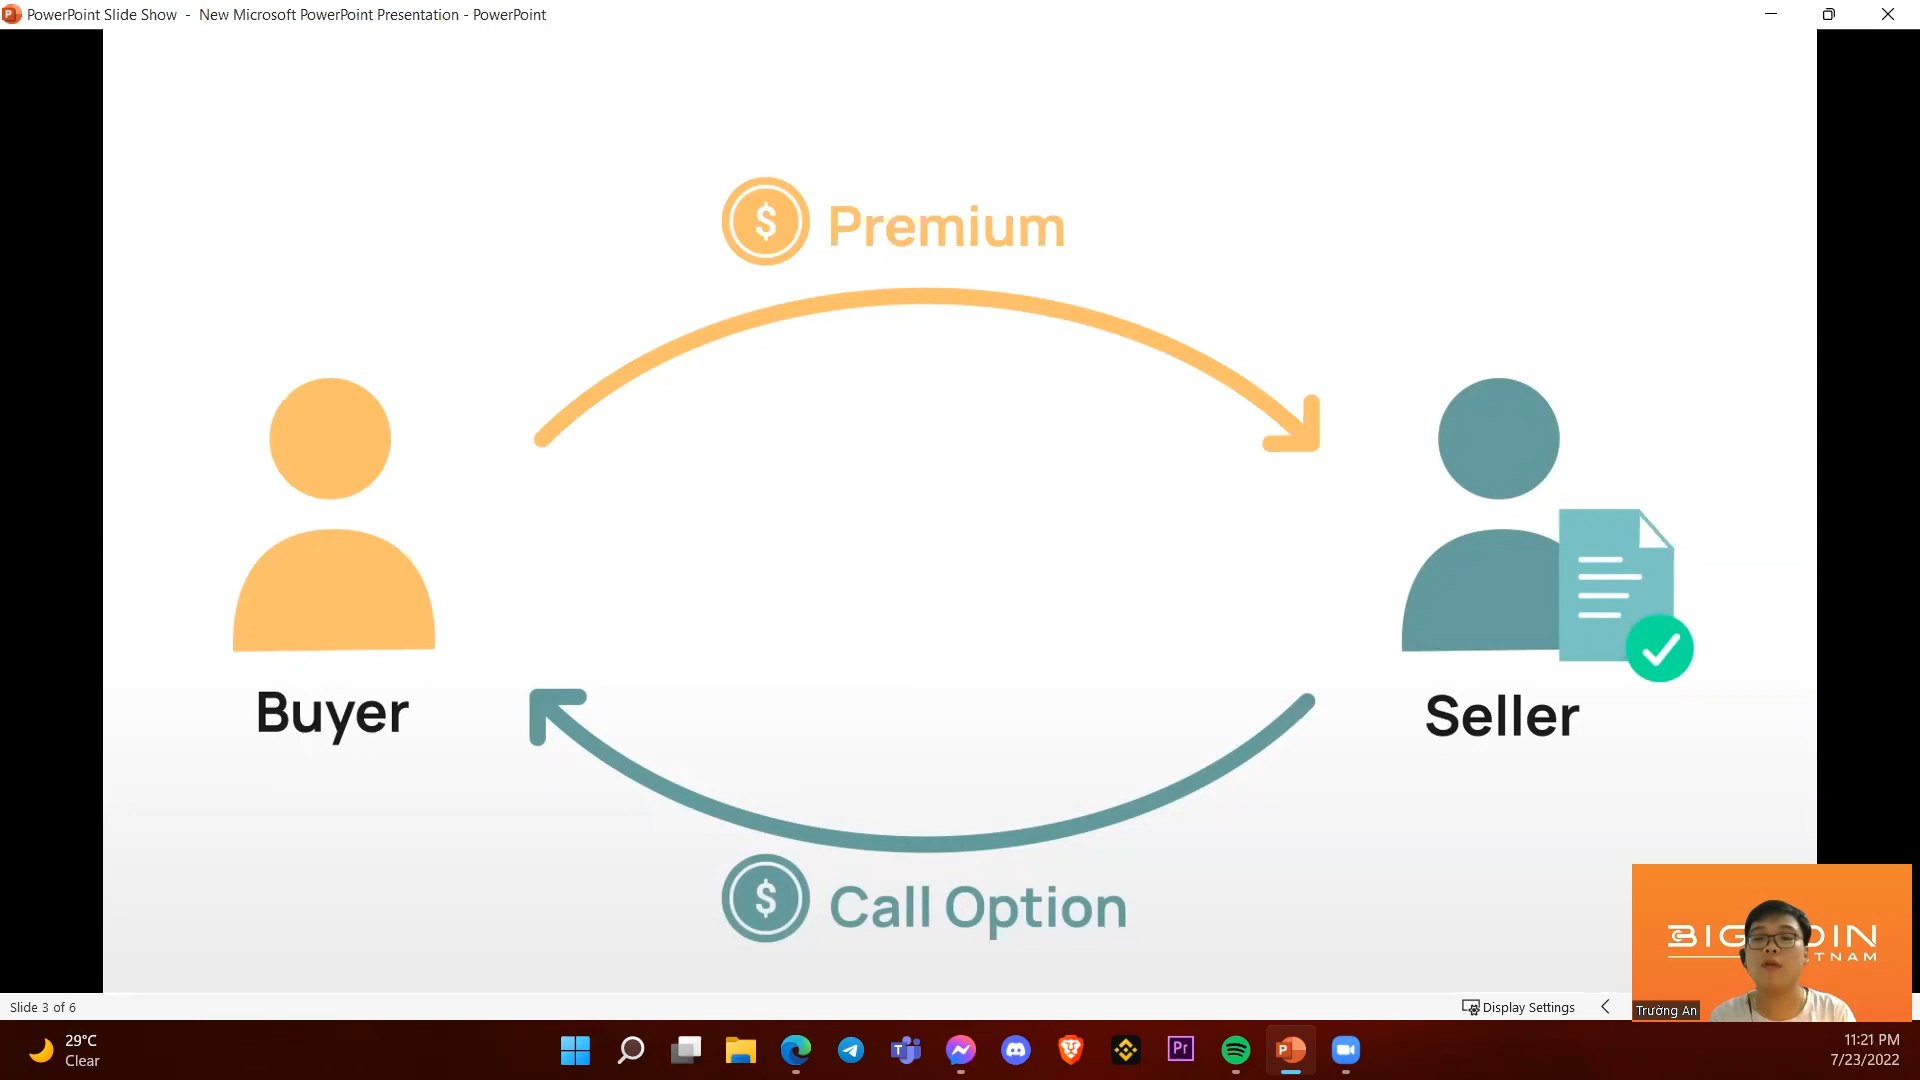 PowerPoint Slide Show - New Microsoft PowerPoint Presentation - PowerPoint
$ Premium
Buyer
Seller
$ Call Option
Slide 3 of 6
Display Settings
Trường An
29°C
Clear
Pr
11:21 PM
7/23/2022